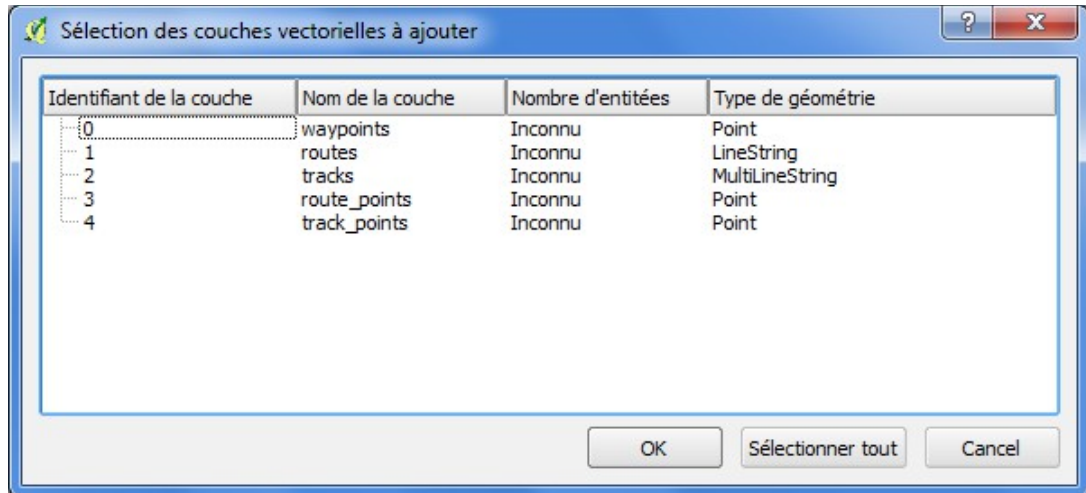 Sélection des couches vectorielles à ajouter
Identifiant de la couche Nom de la couche Nombre d'entitées Type de géométrie
0 waypoints Inconnu Point
1 routes Inconnu LineString
2 tracks Inconnu MultiLineString
3 route_points Inconnu Point
4 track_points Inconnu Point
OK Sélectionner tout Cancel